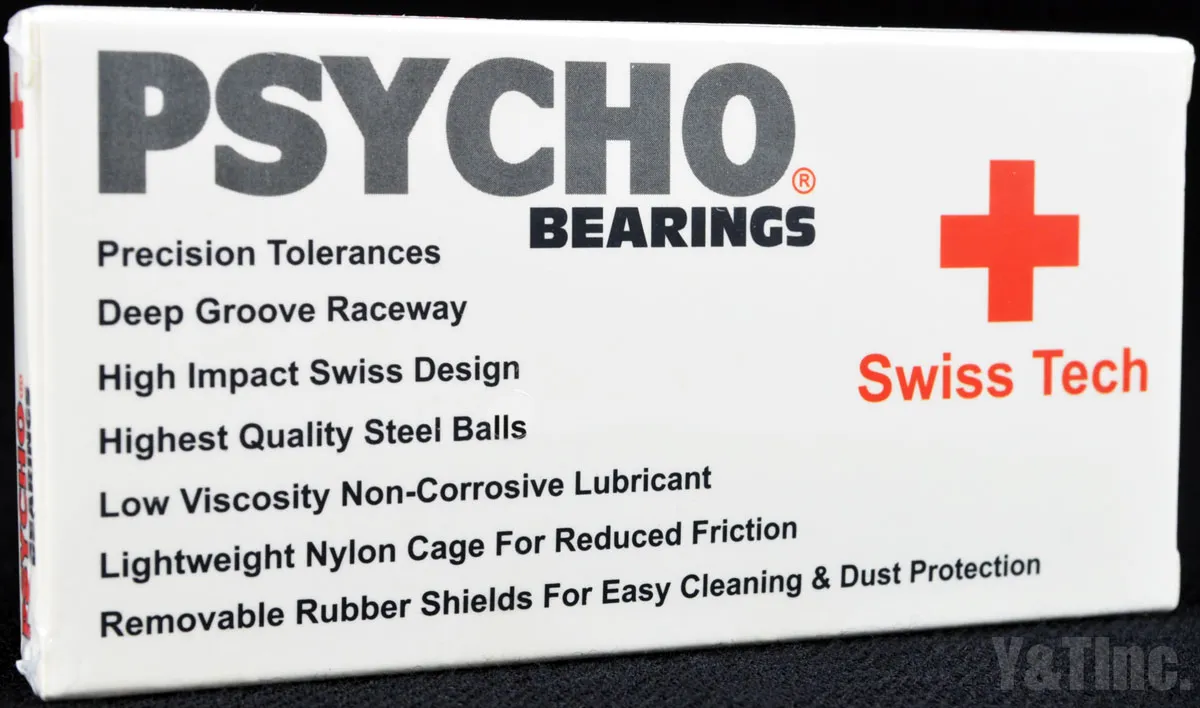 PSYCHO®
BEARINGS
Precision Tolerances
Deep Groove Raceway
High Impact Swiss Design
Highest Quality Steel Balls
Low Viscosity Non-Corrosive Lubricant
Lightweight Nylon Cage For Reduced Friction
Removable Rubber Shields For Easy Cleaning & Dust Protection
Swiss Tech
PSYCHO®
BEARINGS
Y&TInc.